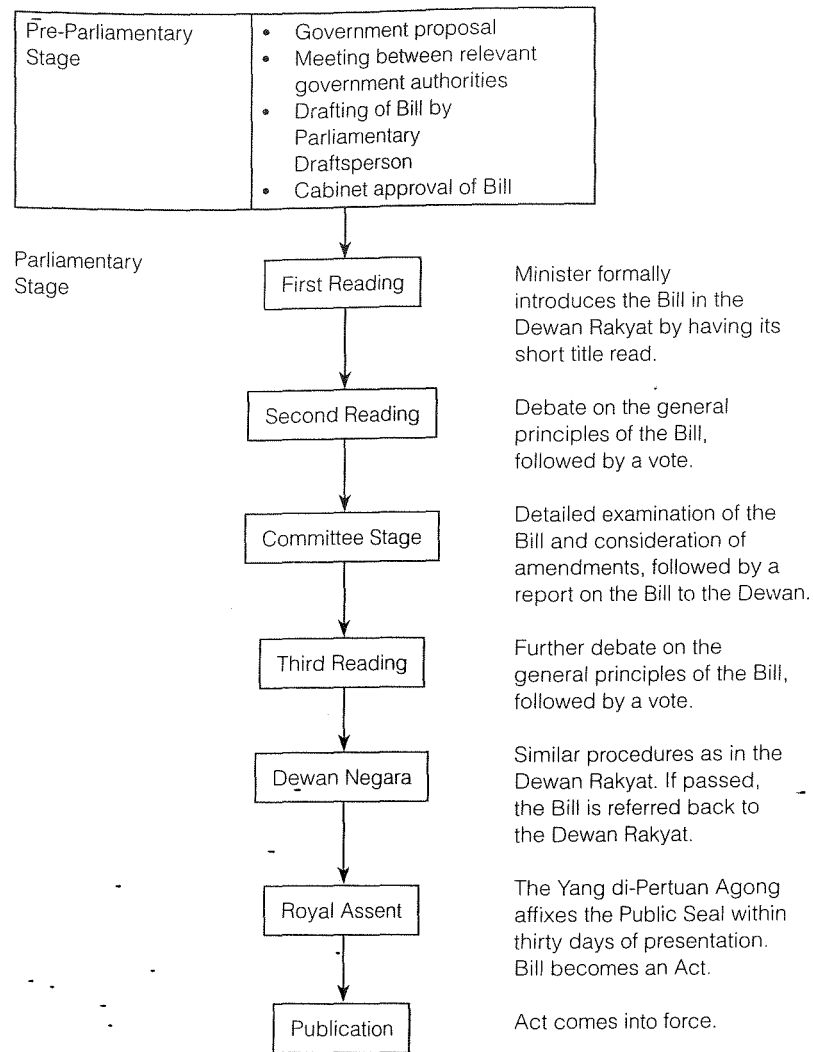 Pre-Parliamentary
Stage
• Government proposal
• Meeting between relevant
government authorities
• Drafting of Bill by
Parliamentary
Draftsperson
• Cabinet approval of Bill
Parliamentary
Stage
First Reading
Minister formally
introduces the Bill in the
Dewan Rakyat by having its
short title read.
Second Reading
Debate on the general
principles of the Bill,
followed by a vote.
Committee Stage
Detailed examination of the
Bill and consideration of
amendments, followed by a
report on the Bill to the Dewan.
Third Reading
Further debate on the
general principles of the Bill,
followed by a vote.
Dewan Negara
Similar procedures as in the
Dewan Rakyat. If passed,
the Bill is referred back to
the Dewan Rakyat.
Royal Assent
The Yang di-Pertuan Agong
affixes the Public Seal within
thirty days of presentation.
Bill becomes an Act.
Publication
Act comes into force.